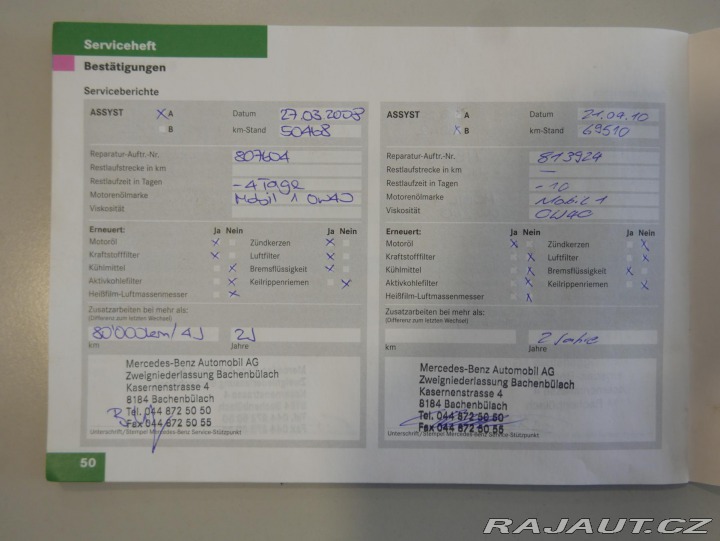 Serviceheft
Bestätigungen
Serviceberichte
ASSYST X A
B
Datum 27.03.2008
km-Stand 50468
Reparatur-Auftr.-Nr. 807604
Restlaufstrecke in km
Restlaufzeit in Tagen - 4 Tage
Motorenölmarke Mobil 1 0W40
Viskosität
Erneuert: Ja Nein Ja Nein
Motoröl X Zündkerzen X
Kraftstofffilter X Luftfilter X
Kühlmittel X Bremsflüssigkeit X
Aktivkohlefilter X Keilrippenriemen X
Heißfilm-Luftmassenmesser X
Zusatzarbeiten bei mehr als:
(Differenz zum letzten Wechsel)
80'000km/4J 2J
km Jahre
Mercedes-Benz Automobil AG
Zweigniederlassung Bachenbülach
Kasernenstrasse 4
8184 Bachenbülach
Tel. 044 872 50 50
Fax 044 872 50 55
Unterschrift/Stempel Mercedes-Benz Service-Stützpunkt
ASSYST A
X B
Datum 21.09.10
km-Stand 69510
Reparatur-Auftr.-Nr. 813924
Restlaufstrecke in km —
Restlaufzeit in Tagen - 10
Motorenölmarke Mobil 1
Viskosität 0W40
Erneuert: Ja Nein Ja Nein
Motoröl X Zündkerzen X
Kraftstofffilter X Luftfilter X
Kühlmittel X Bremsflüssigkeit X
Aktivkohlefilter X Keilrippenriemen X
Heißfilm-Luftmassenmesser X
Zusatzarbeiten bei mehr als:
(Differenz zum letzten Wechsel)
2 Jahre
km Jahre
Mercedes-Benz Automobil AG
Zweigniederlassung Bachenbülach
Kasernenstrasse 4
8184 Bachenbülach
Tel. 044 872 50 50
Fax 044 872 50 55
Unterschrift/Stempel Mercedes-Benz Service-Stützpunkt
50
RAJAUT.CZ